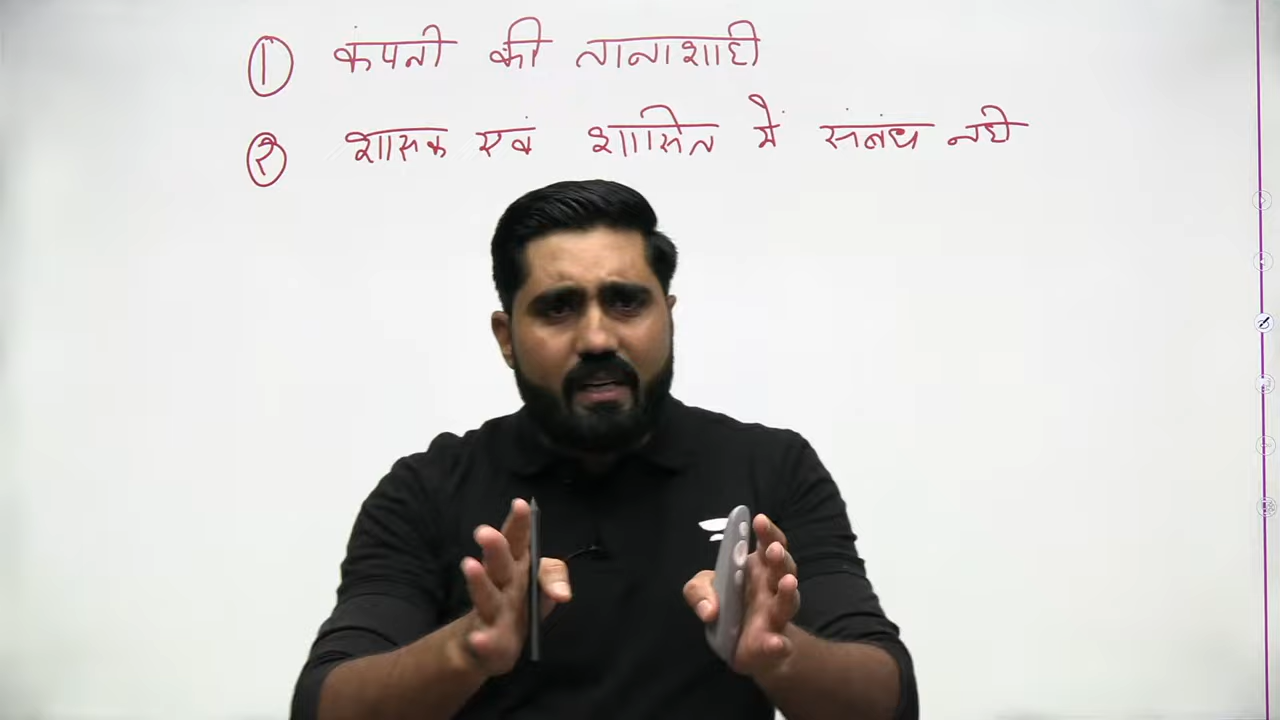 ① कंपनी की तानाशाही
② शासक एवं शासित में संबंध नही